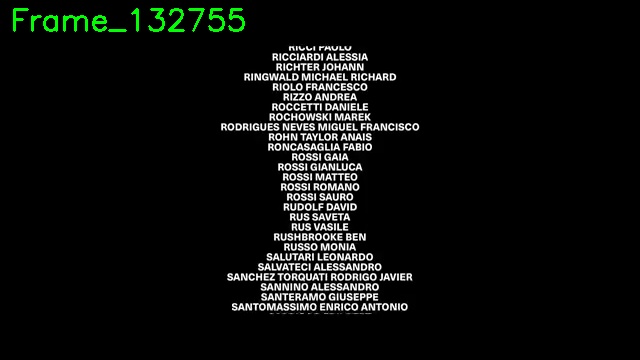 Frame_132755
RICCI PAOLO
RICCIARDI ALESSIA
RICHTER JOHANN
RINGWALD MICHAEL RICHARD
RIOLO FRANCESCO
RIZZO ANDREA
ROCCETTI DANIELE
ROCHOWSKI MAREK
RODRIGUES NEVES MIGUEL FRANCISCO
ROHN TAYLOR ANAIS
RONCASAGLIA FABIO
ROSSI GAIA
ROSSI GIANLUCA
ROSSI MATTEO
ROSSI ROMANO
ROSSI SAURO
RUDOLF DAVID
RUS SAVETA
RUS VASILE
RUSHBROOKE BEN
RUSSO MONIA
SALUTARI LEONARDO
SALVATECI ALESSANDRO
SANCHEZ TORQUATI RODRIGO JAVIER
SANNINO ALESSANDRO
SANTERAMO GIUSEPPE
SANTOMASSIMO ENRICO ANTONIO